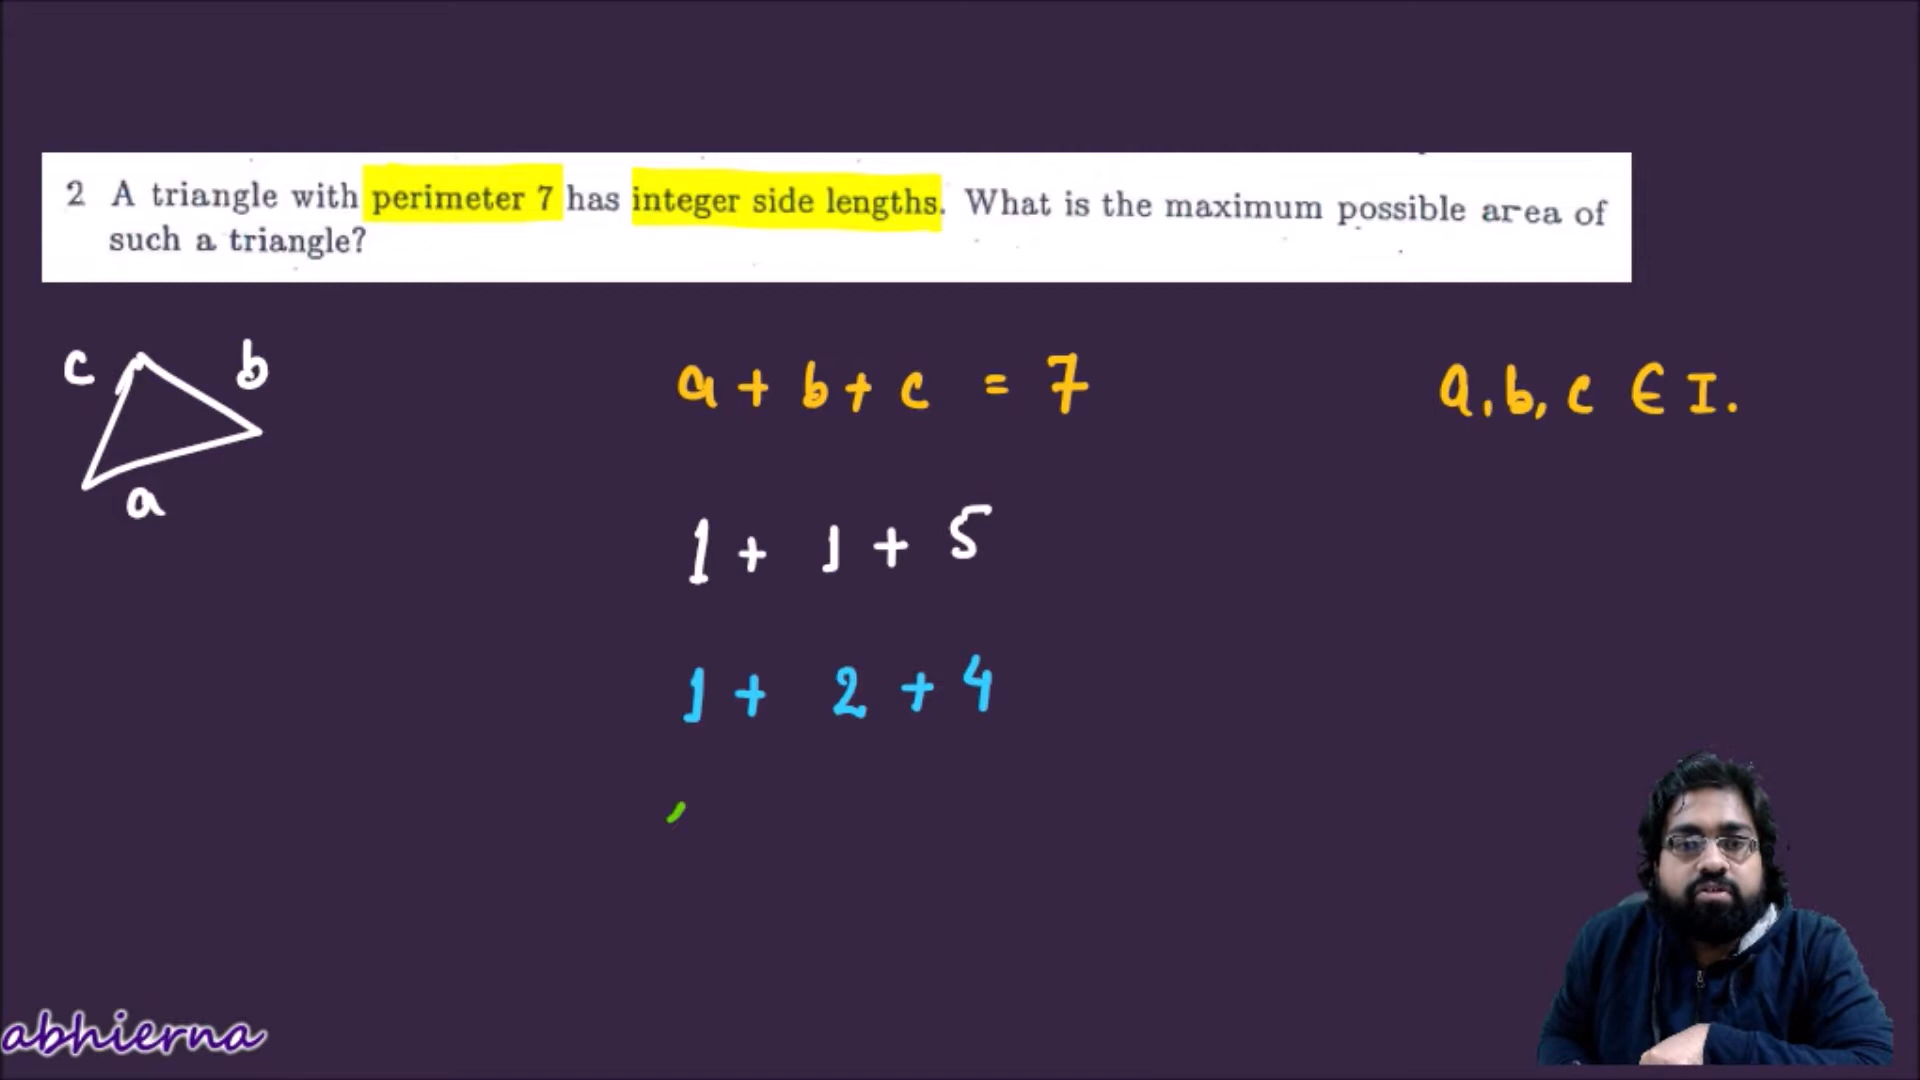 2 A triangle with perimeter 7 has integer side lengths. What is the maximum possible area of
such a triangle?
c b
a
a + b + c = 7
a, b, c ∈ I.
1 + 1 + 5
1 + 2 + 4
abhierna